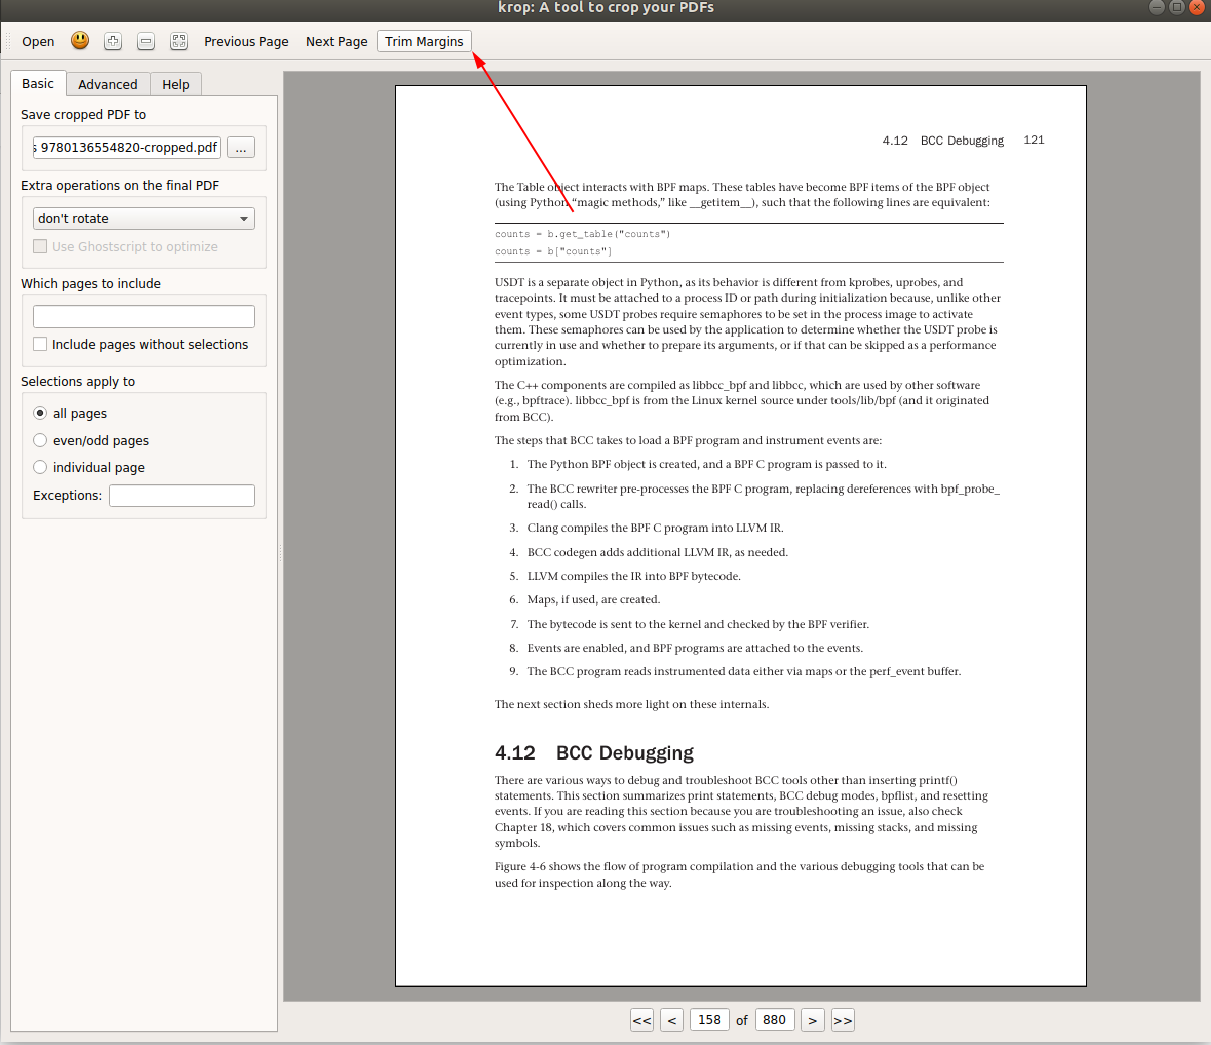 krop: A tool to crop your PDFs
Open Previous Page Next Page Trim Margins
Basic Advanced Help
Save cropped PDF to
9780136554820-cropped.pdf ...
Extra operations on the final PDF
don't rotate
Use Ghostscript to optimize
Which pages to include
Include pages without selections
Selections apply to
all pages
even/odd pages
individual page
Exceptions:
4.12 BCC Debugging 121
The Table object interacts with BPF maps. These tables have become BPF items of the BPF object
(using Python “magic methods,” like __getitem__), such that the following lines are equivalent:
counts = b.get_table("counts")
counts = b["counts"]
USDT is a separate object in Python, as its behavior is different from kprobes, uprobes, and
tracepoints. It must be attached to a process ID or path during initialization because, unlike other
event types, some USDT probes require semaphores to be set in the process image to activate
them. These semaphores can be used by the application to determine whether the USDT probe is
currently in use and whether to prepare its arguments, or if that can be skipped as a performance
optimization.
The C++ components are compiled as libbcc_bpf and libbcc, which are used by other software
(e.g., bpftrace). libbcc_bpf is from the Linux kernel source under tools/lib/bpf (and it originated
from BCC).
The steps that BCC takes to load a BPF program and instrument events are:
1. The Python BPF object is created, and a BPF C program is passed to it.
2. The BCC rewriter pre-processes the BPF C program, replacing dereferences with bpf_probe_
read() calls.
3. Clang compiles the BPF C program into LLVM IR.
4. BCC codegen adds additional LLVM IR, as needed.
5. LLVM compiles the IR into BPF bytecode.
6. Maps, if used, are created.
7. The bytecode is sent to the kernel and checked by the BPF verifier.
8. Events are enabled, and BPF programs are attached to the events.
9. The BCC program reads instrumented data either via maps or the perf_event buffer.
The next section sheds more light on these internals.
4.12 BCC Debugging
There are various ways to debug and troubleshoot BCC tools other than inserting printf()
statements. This section summarizes print statements, BCC debug modes, bpflist, and resetting
events. If you are reading this section because you are troubleshooting an issue, also check
Chapter 18, which covers common issues such as missing events, missing stacks, and missing
symbols.
Figure 4-6 shows the flow of program compilation and the various debugging tools that can be
used for inspection along the way.
<< < 158 of 880 > >>